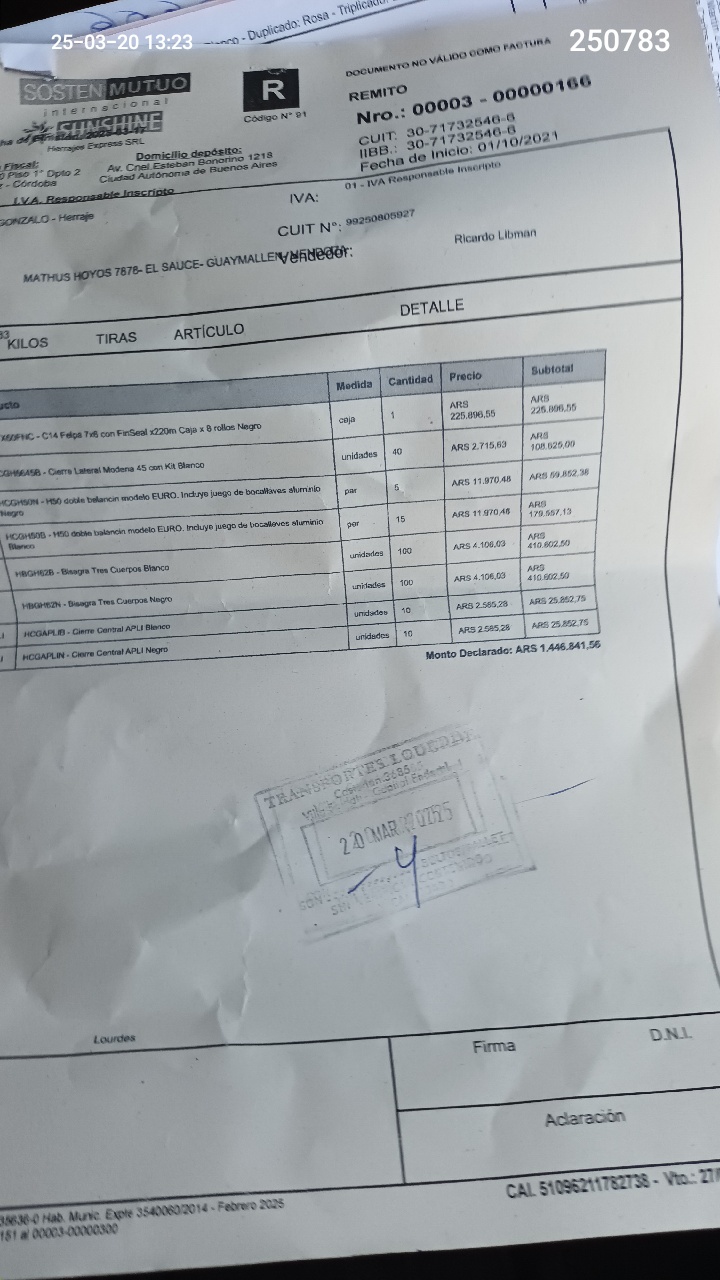 Duplicado: Rosa - Triplicado:
25-03-20 13:23
250783
SOSTEN MUTUO
internacional
SUNSHINE
Herrajes Express SRL
R
Código N° 91
DOCUMENTO NO VÁLIDO COMO FACTURA
REMITO
Nro.: 00003 - 00000166
CUIT: 30-71732546-6
IIBB.: 30-71732546-6
Fecha de Inicio: 01/10/2021
Fiscal:
Piso 1° Dpto 2
- Córdoba
Domicilio depósito:
Av. Cnel.Esteban Bonorino 1218
Ciudad Autónoma de Buenos Aires
I.V.A. Responsable Inscripto
IVA:
01 - IVA Responsable Inscripto
GONZALO - Herraje
CUIT N°: 99250805927
MATHUS HOYOS 7678- EL SAUCE- GUAYMALLEN- MENDOZA
Vendedor:
Ricardo Libman
KILOS TIRAS ARTÍCULO DETALLE
Medida Cantidad Precio Subtotal
C14 Felpa 7x6 con FinSeal x220m Caja x 8 rollos Negro caja 1 ARS 225.896,55 ARS 225.896,55
Cierre Lateral Modena 45 con Kit Blanco unidades 40 ARS 2.715,63 ARS 108.625,00
HCGH50N - H50 doble balancin modelo EURO. Incluye juego de bocallaves aluminio Negro par 5 ARS 11.970,48 ARS 59.852,38
HCGH50B - H50 doble balancin modelo EURO. Incluye juego de bocallaves aluminio Blanco par 15 ARS 11.970,48 ARS 179.557,13
HBGH62B - Bisagra Tres Cuerpos Blanco unidades 100 ARS 4.106,03 ARS 410.602,50
HBGH62N - Bisagra Tres Cuerpos Negro unidades 100 ARS 4.106,03 ARS 410.602,50
HCGAPLIB - Cierre Central APLI Blanco unidades 10 ARS 2.585,28 ARS 25.852,75
HCGAPLIN - Cierre Central APLI Negro unidades 10 ARS 2.585,28 ARS 25.852,75
Monto Declarado: ARS 1.446.841,56
TRANSPORTES LOURDES
20 MAR 2025
Lourdes
Firma
D.N.I.
Aclaración
Hab. Munic. Expte 3540060/2014 - Febrero 2025
151 al 00003-00000300
CAI. 51096211782738 - Vto.: 27/